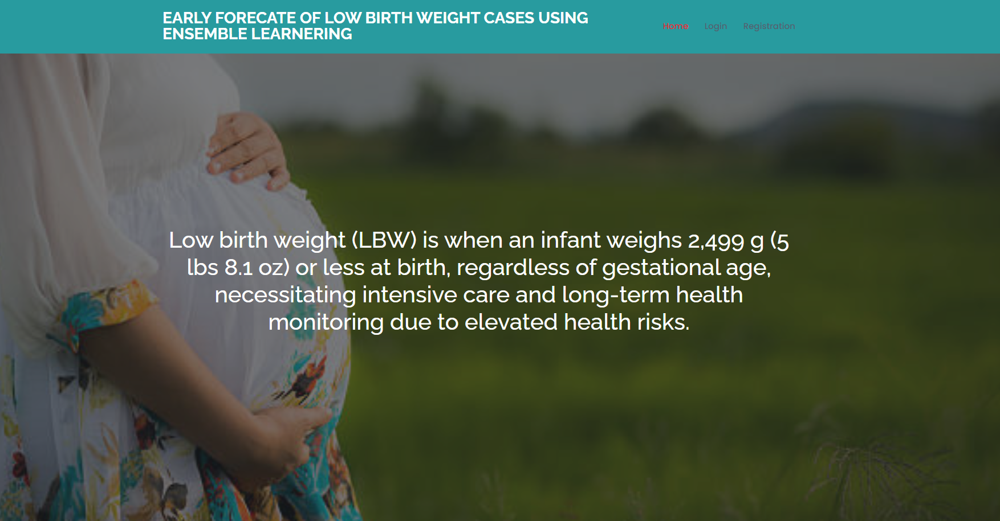 EARLY FORECATE OF LOW BIRTH WEIGHT CASES USING
ENSEMBLE LEARNERING
Home Login Registration
Low birth weight (LBW) is when an infant weighs 2,499 g (5
lbs 8.1 oz) or less at birth, regardless of gestational age,
necessitating intensive care and long-term health
monitoring due to elevated health risks.